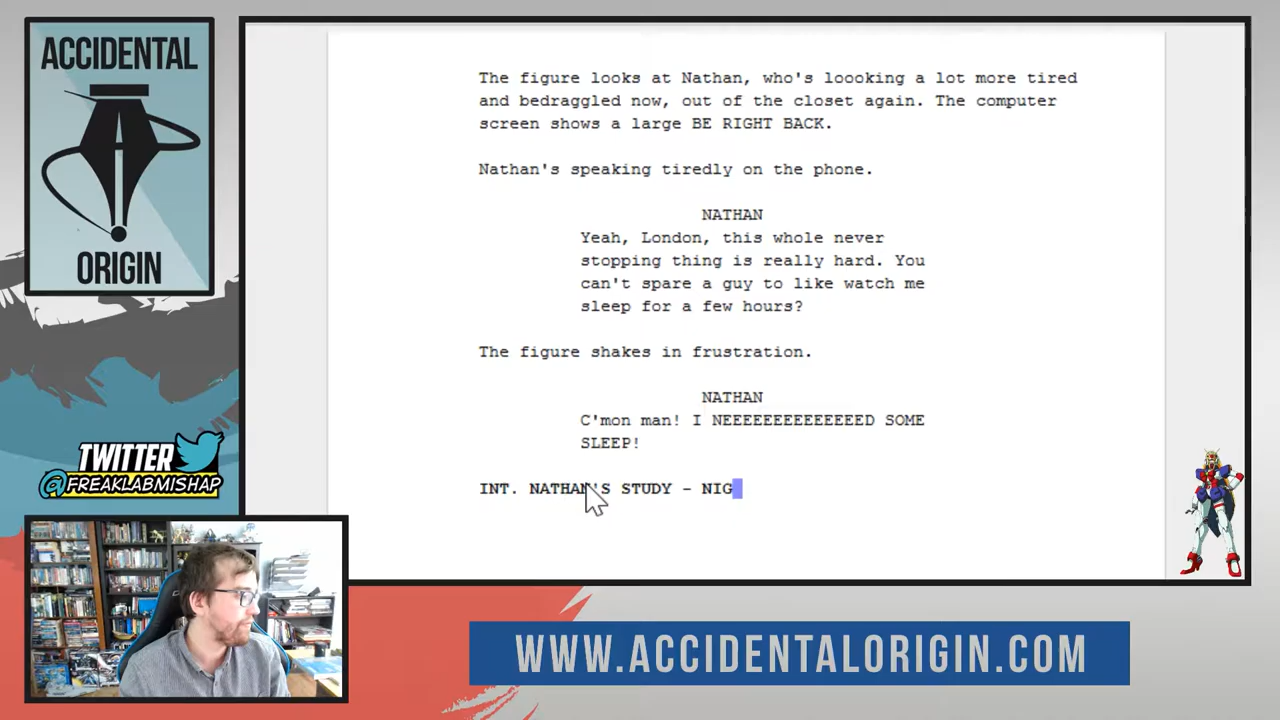 ACCIDENTAL
ORIGIN
The figure looks at Nathan, who's loooking a lot more tired
and bedraggled now, out of the closet again. The computer
screen shows a large BE RIGHT BACK.
Nathan's speaking tiredly on the phone.
NATHAN
Yeah, London, this whole never
stopping thing is really hard. You
can't spare a guy to like watch me
sleep for a few hours?
The figure shakes in frustration.
NATHAN
C'mon man! I NEEEEEEEEEEEEEED SOME
SLEEP!
INT. NATHAN'S STUDY - NIG
TWITTER
@FREAKLABMISHAP
WWW.ACCIDENTALORIGIN.COM